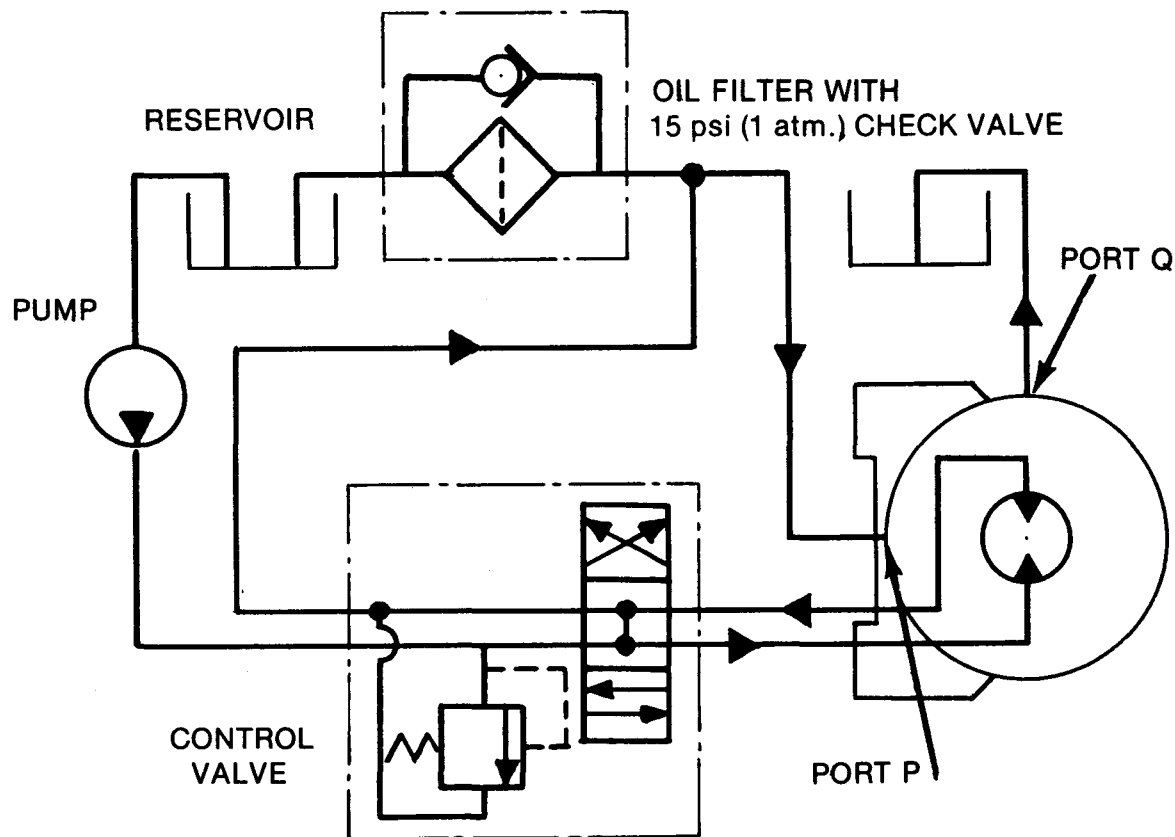 RESERVOIR
OIL FILTER WITH
15 psi (1 atm.) CHECK VALVE
PORT Q
PUMP
CONTROL
VALVE
PORT P